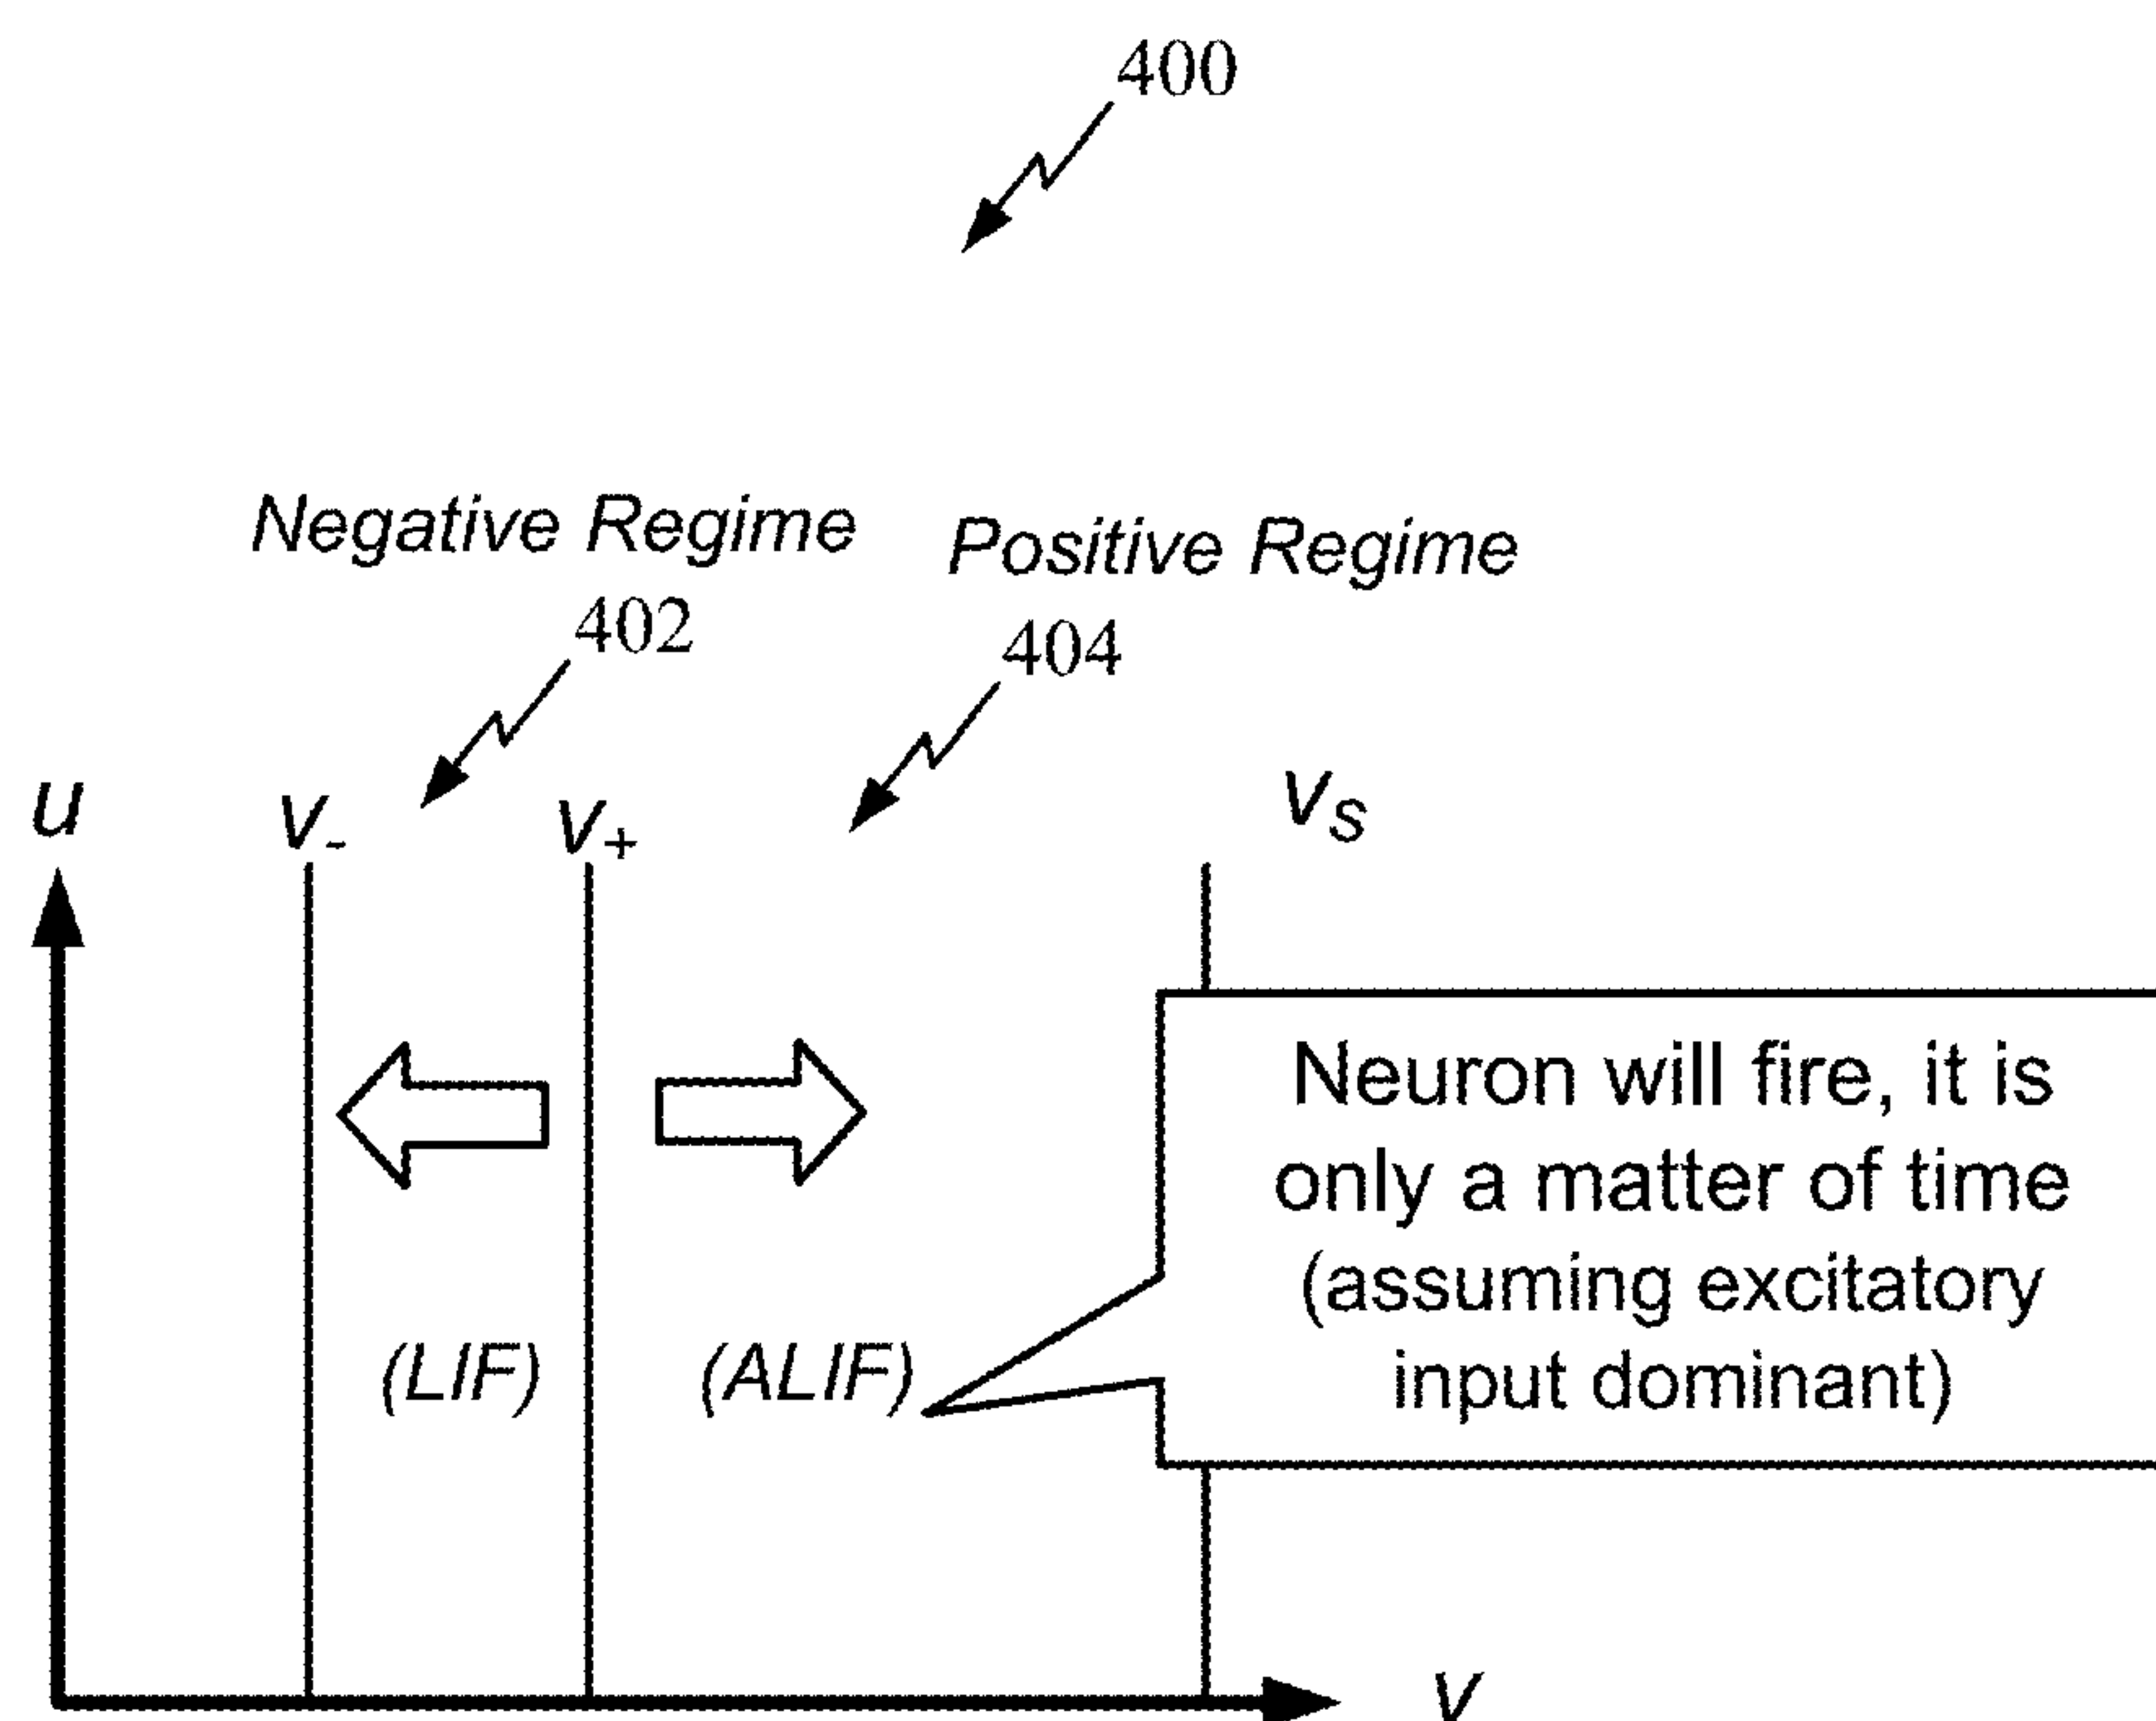 400
Negative Regime
Positive Regime
402
404
u
v-
v+
vS
Neuron will fire, it is
only a matter of time
(assuming excitatory
input dominant)
(LIF)
(ALIF)
v